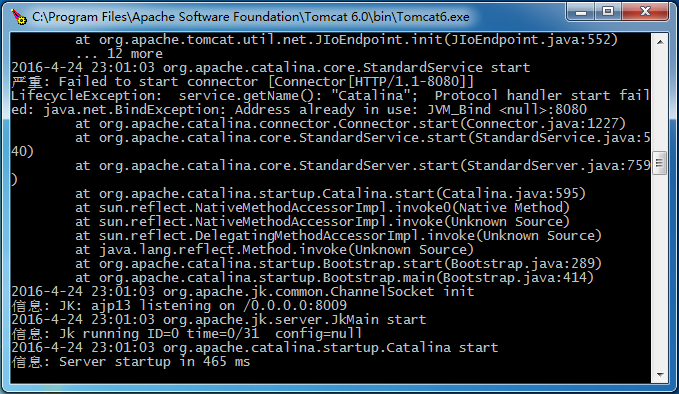 C:\Program Files\Apache Software Foundation\Tomcat 6.0\bin\Tomcat6.exe
at org.apache.tomcat.util.net.JIoEndpoint.init(JIoEndpoint.java:552)
... 12 more
2016-4-24 23:01:03 org.apache.catalina.core.StandardService start
严重: Failed to start connector [Connector[HTTP/1.1-8080]]
LifecycleException:  service.getName(): "Catalina";  Protocol handler start fail
ed: java.net.BindException: Address already in use: JVM_Bind <null>:8080
at org.apache.catalina.connector.Connector.start(Connector.java:1227)
at org.apache.catalina.core.StandardService.start(StandardService.java:5
40)
at org.apache.catalina.core.StandardServer.start(StandardServer.java:759
)
at org.apache.catalina.startup.Catalina.start(Catalina.java:595)
at sun.reflect.NativeMethodAccessorImpl.invoke0(Native Method)
at sun.reflect.NativeMethodAccessorImpl.invoke(Unknown Source)
at sun.reflect.DelegatingMethodAccessorImpl.invoke(Unknown Source)
at java.lang.reflect.Method.invoke(Unknown Source)
at org.apache.catalina.startup.Bootstrap.start(Bootstrap.java:289)
at org.apache.catalina.startup.Bootstrap.main(Bootstrap.java:414)
2016-4-24 23:01:03 org.apache.jk.common.ChannelSocket init
信息: JK: ajp13 listening on /0.0.0.0:8009
2016-4-24 23:01:03 org.apache.jk.server.JkMain start
信息: Jk running ID=0 time=0/31  config=null
2016-4-24 23:01:03 org.apache.catalina.startup.Catalina start
信息: Server startup in 465 ms